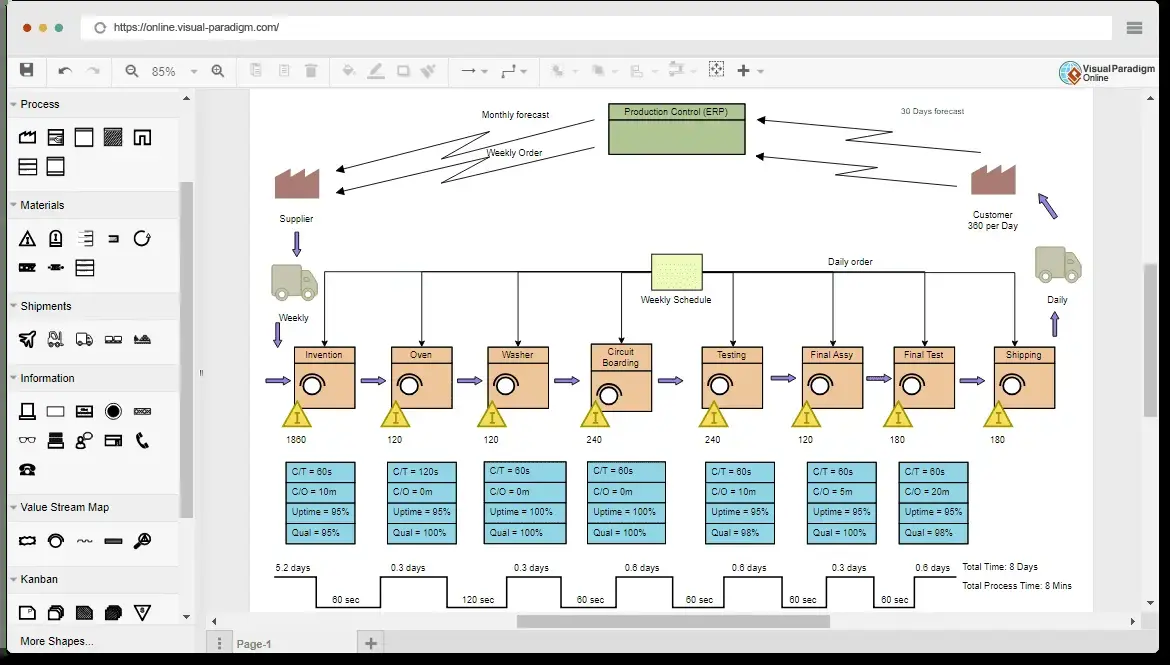 https://online.visual-paradigm.com/
85%
Visual Paradigm
Online
Process
Materials
Shipments
Information
Value Stream Map
Kanban
More Shapes...
Monthly forecast
Weekly Order
Production Control (ERP)
30 Days forecast
Supplier
Customer
360 per Day
Weekly
Weekly Schedule
Daily order
Daily
Invention
Oven
Washer
Circuit
Boarding
Testing
Final Assy
Final Test
Shipping
I I I I I I I I
1860 120 120 240 240 120 180 180
C/T = 60s
C/O = 10m
Uptime = 95%
Qual = 95%
C/T = 120s
C/O = 0m
Uptime = 95%
Qual = 100%
C/T = 60s
C/O = 0m
Uptime = 100%
Qual = 100%
C/T = 60s
C/O = 0m
Uptime = 100%
Qual = 100%
C/T = 60s
C/O = 10m
Uptime = 95%
Qual = 98%
C/T = 60s
C/O = 5m
Uptime = 95%
Qual = 100%
C/T = 60s
C/O = 20m
Uptime = 95%
Qual = 98%
5.2 days 0.3 days 0.3 days 0.6 days 0.6 days 0.3 days 0.6 days
Total Time: 8 Days
Total Process Time: 8 Mins
60 sec 120 sec 60 sec 60 sec 60 sec 60 sec
Page-1